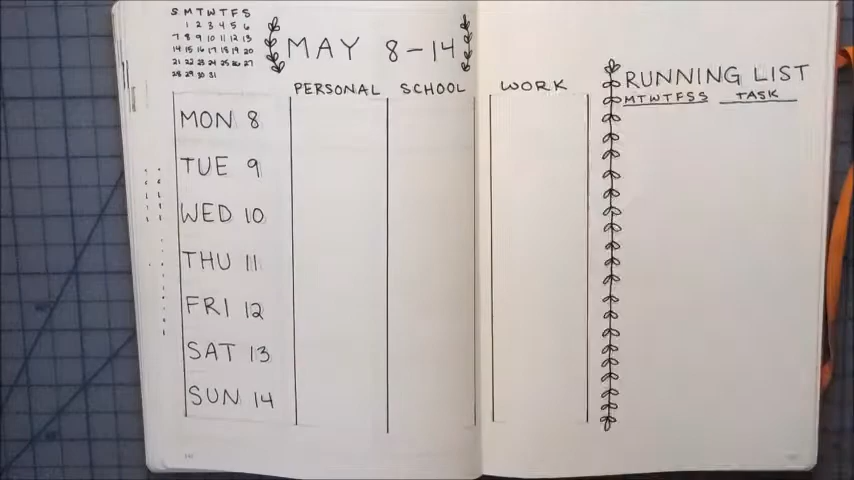 S M T W T F S
1 2 3 4 5 6
7 8 9 10 11 12 13
14 15 16 17 18 19 20
21 22 23 24 25 26 27
28 29 30 31
MAY 8-14
PERSONAL SCHOOL WORK
RUNNING LIST
MTWTFSS TASK
MON 8
TUE 9
WED 10
THU 11
FRI 12
SAT 13
SUN 14